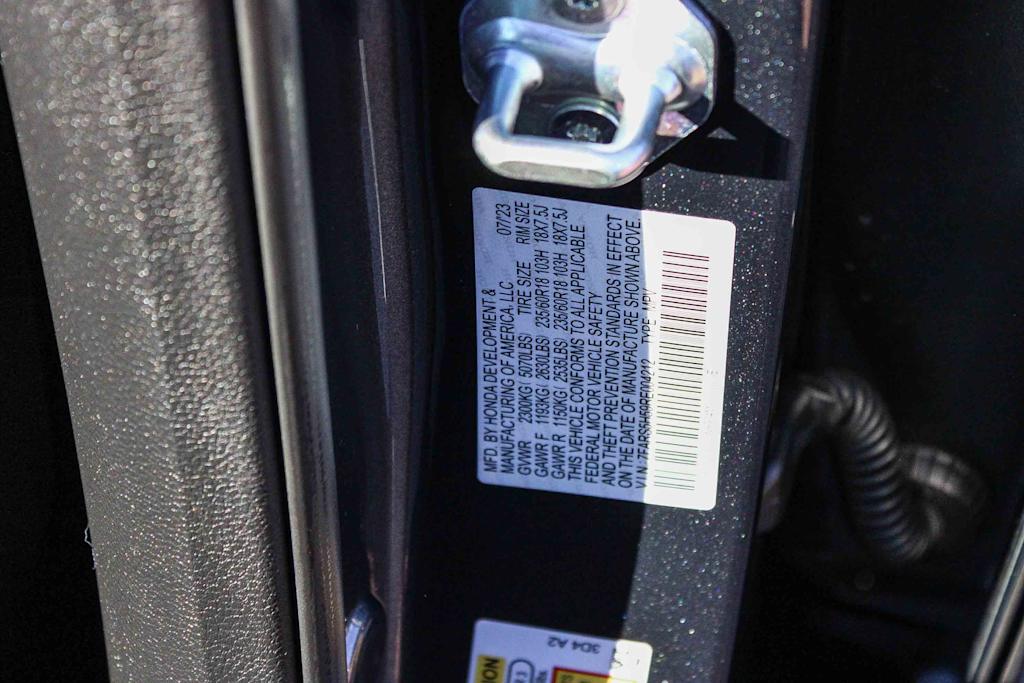 MFD. BY HONDA DEVELOPMENT &
MANUFACTURING OF AMERICA, LLC 07/23
GVWR 2300KG( 5070LBS) TIRE SIZE RIM SIZE
GAWR F 1193KG( 2630LBS) 235/60R18 103H 18X7.5J
GAWR R 1150KG( 2535LBS) 235/60R18 103H 18X7.5J
THIS VEHICLE CONFORMS TO ALL APPLICABLE
FEDERAL MOTOR VEHICLE SAFETY
AND THEFT PREVENTION STANDARDS IN EFFECT
ON THE DATE OF MANUFACTURE SHOWN ABOVE.
V.I.N.: TYPE: MPV
3D4 A2